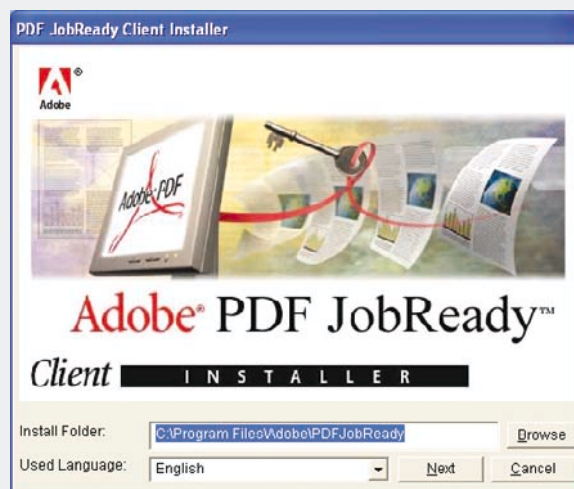 PDF JobReady Client Installer
Adobe®
Adobe PDF
Adobe® PDF JobReady™
Client INSTALLER
Install Folder: C:\Program Files\Adobe\PDFJobReady Browse
Used Language: English Next Cancel